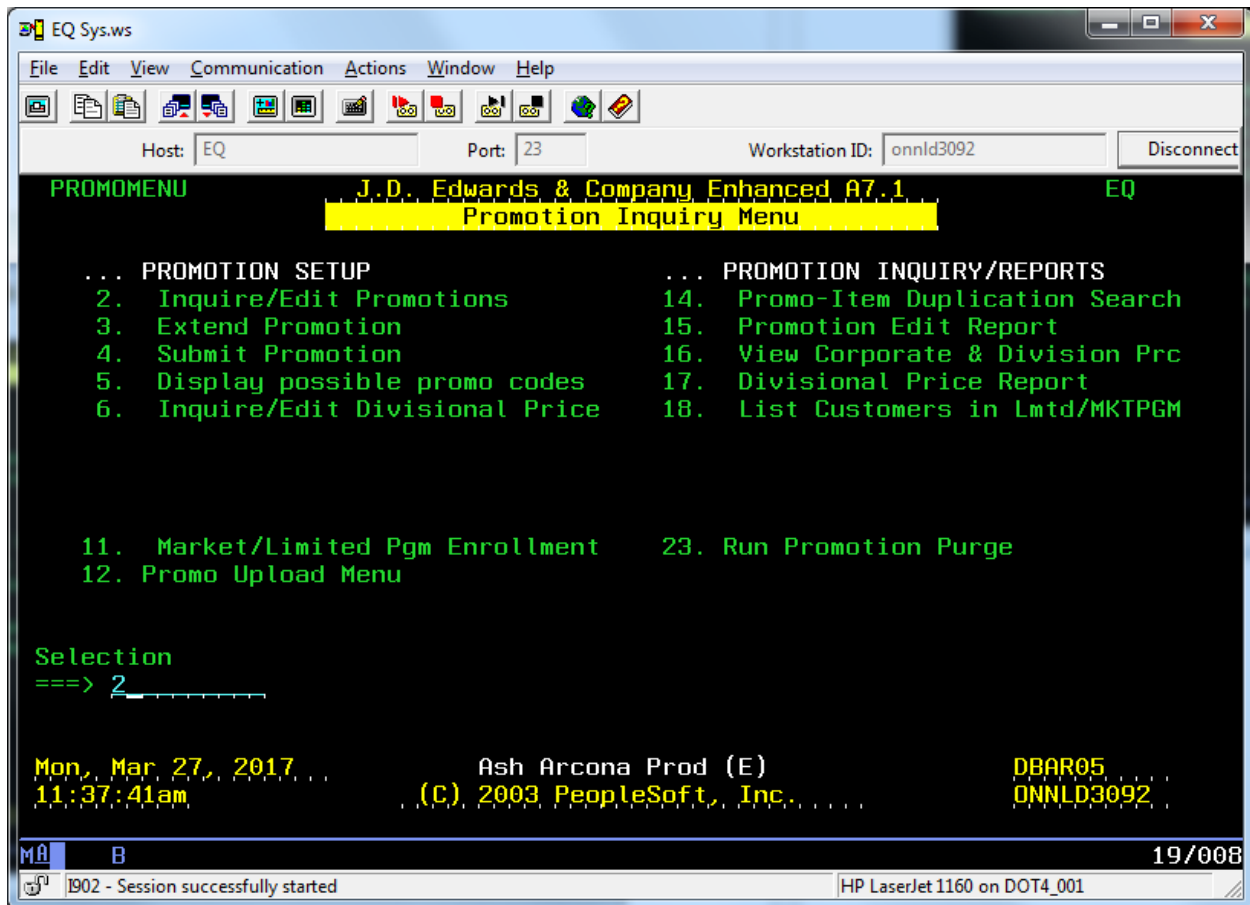 EQ Sys.ws
File Edit View Communication Actions Window Help
Host: EQ Port: 23 Workstation ID: onnld3092 Disconnect
PROMOMENU J.D. Edwards & Company Enhanced A7.1 EQ
Promotion Inquiry Menu
... PROMOTION SETUP ... PROMOTION INQUIRY/REPORTS
2. Inquire/Edit Promotions 14. Promo-Item Duplication Search
3. Extend Promotion 15. Promotion Edit Report
4. Submit Promotion 16. View Corporate & Division Prc
5. Display possible promo codes 17. Divisional Price Report
6. Inquire/Edit Divisional Price 18. List Customers in Lmtd/MKTPGM
11. Market/Limited Pgm Enrollment 23. Run Promotion Purge
12. Promo Upload Menu
Selection
===> 2
Mon, Mar 27, 2017 Ash Arcona Prod (E) DBAR05
11:37:41am (C) 2003 PeopleSoft, Inc. ONNLD3092
MA B 19/008
I902 - Session successfully started HP LaserJet 1160 on DOT4_001